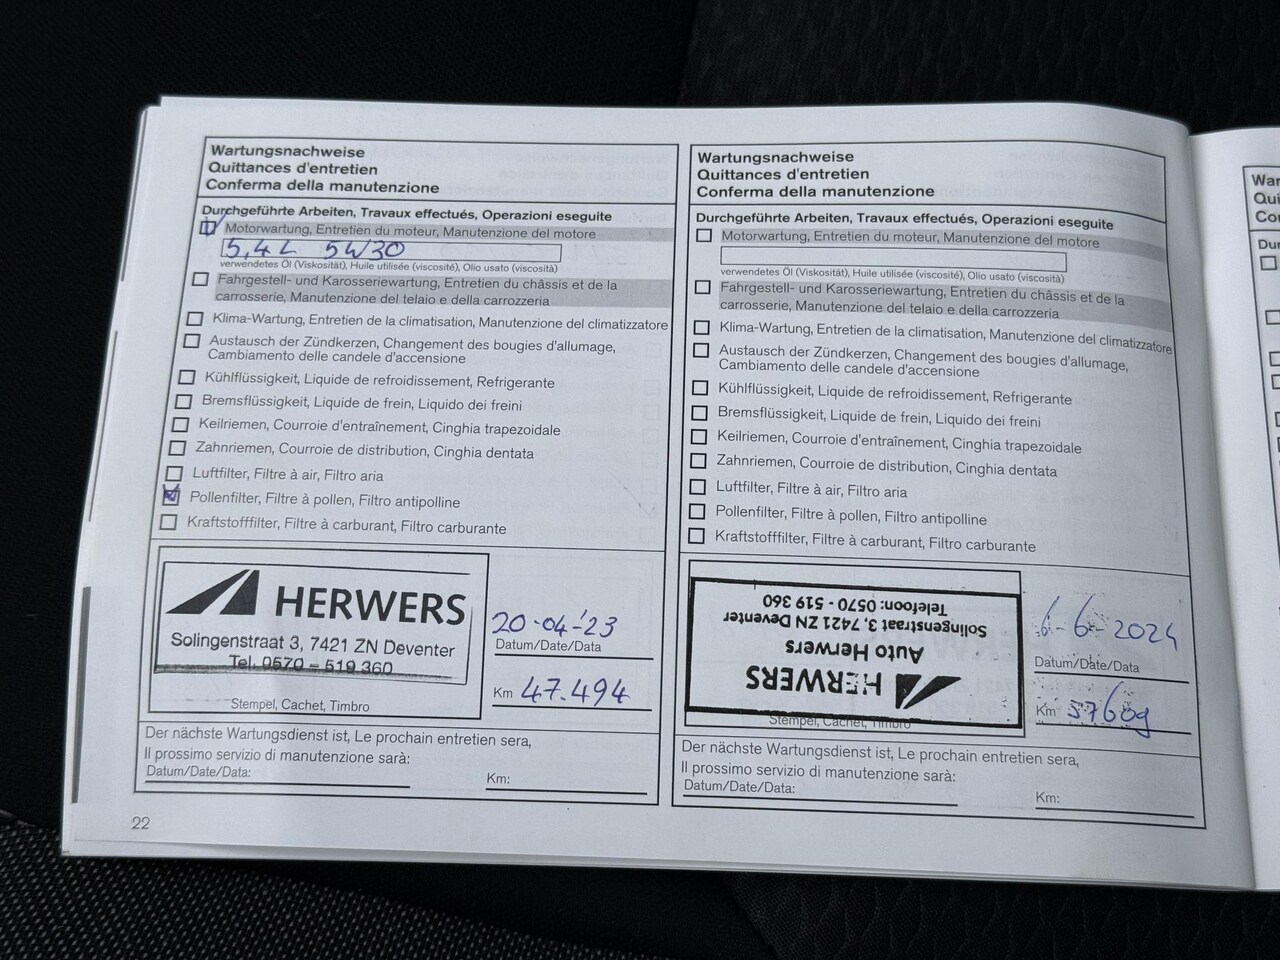 Wartungsnachweise
Quittances d'entretien
Conferma della manutenzione
Durchgeführte Arbeiten, Travaux effectués, Operazioni eseguite
Motorwartung, Entretien du moteur, Manutenzione del motore
5,4 L 5W30
verwendetes Öl (Viskosität), Huile utilisée (viscosité), Olio usato (viscosità)
Fahrgestell- und Karosseriewartung, Entretien du châssis et de la
carrosserie, Manutenzione del telaio e della carrozzeria
Klima-Wartung, Entretien de la climatisation, Manutenzione del climatizzatore
Austausch der Zündkerzen, Changement des bougies d'allumage,
Cambiamento delle candele d'accensione
Kühlflüssigkeit, Liquide de refroidissement, Refrigerante
Bremsflüssigkeit, Liquide de frein, Liquido dei freini
Keilriemen, Courroie d'entraînement, Cinghia trapezoidale
Zahnriemen, Courroie de distribution, Cinghia dentata
Luftfilter, Filtre à air, Filtro aria
Pollenfilter, Filtre à pollen, Filtro antipolline
Kraftstofffilter, Filtre à carburant, Filtro carburante
HERWERS
Solingenstraat 3, 7421 ZN Deventer
Tel. 0570 - 519 360
Stempel, Cachet, Timbro
20-04-'23
Datum/Date/Data
Km 47.494
Der nächste Wartungsdienst ist, Le prochain entretien sera,
Il prossimo servizio di manutenzione sarà:
Datum/Date/Data:
Km:
22
Wartungsnachweise
Quittances d'entretien
Conferma della manutenzione
Durchgeführte Arbeiten, Travaux effectués, Operazioni eseguite
Motorwartung, Entretien du moteur, Manutenzione del motore
verwendetes Öl (Viskosität), Huile utilisée (viscosité), Olio usato (viscosità)
Fahrgestell- und Karosseriewartung, Entretien du châssis et de la
carrosserie, Manutenzione del telaio e della carrozzeria
Klima-Wartung, Entretien de la climatisation, Manutenzione del climatizzatore
Austausch der Zündkerzen, Changement des bougies d'allumage,
Cambiamento delle candele d'accensione
Kühlflüssigkeit, Liquide de refroidissement, Refrigerante
Bremsflüssigkeit, Liquide de frein, Liquido dei freini
Keilriemen, Courroie d'entraînement, Cinghia trapezoidale
Zahnriemen, Courroie de distribution, Cinghia dentata
Luftfilter, Filtre à air, Filtro aria
Pollenfilter, Filtre à pollen, Filtro antipolline
Kraftstofffilter, Filtre à carburant, Filtro carburante
HERWERS
Auto Herwers
Solingenstraat 3, 7421 ZN Deventer
Telefoon: 0570 - 519 360
Stempel, Cachet, Timbro
6-6-2024
Datum/Date/Data
Km 57609
Der nächste Wartungsdienst ist, Le prochain entretien sera,
Il prossimo servizio di manutenzione sarà:
Datum/Date/Data:
Km: